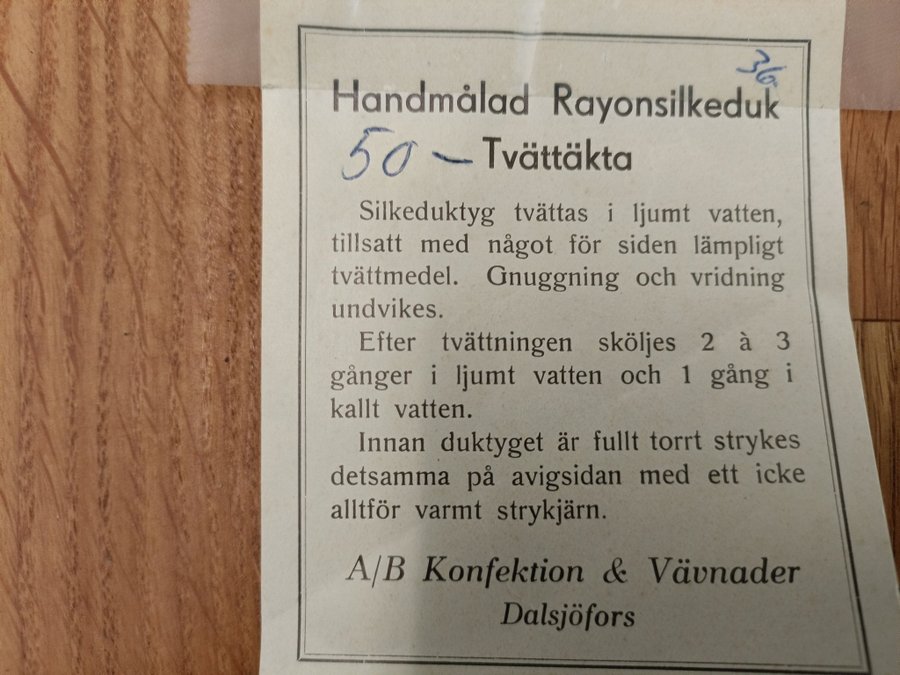 36
Handmålad Rayonsilkeduk
50 — Tvättäkta
Silkeduktyg tvättas i ljumt vatten,
tillsatt med något för siden lämpligt
tvättmedel. Gnuggning och vridning
undvikes.
Efter tvättningen sköljes 2 à 3
gånger i ljumt vatten och 1 gång i
kallt vatten.
Innan duktyget är fullt torrt strykes
detsamma på avigsidan med ett icke
alltför varmt strykjärn.
A/B Konfektion & Vävnader
Dalsjöfors